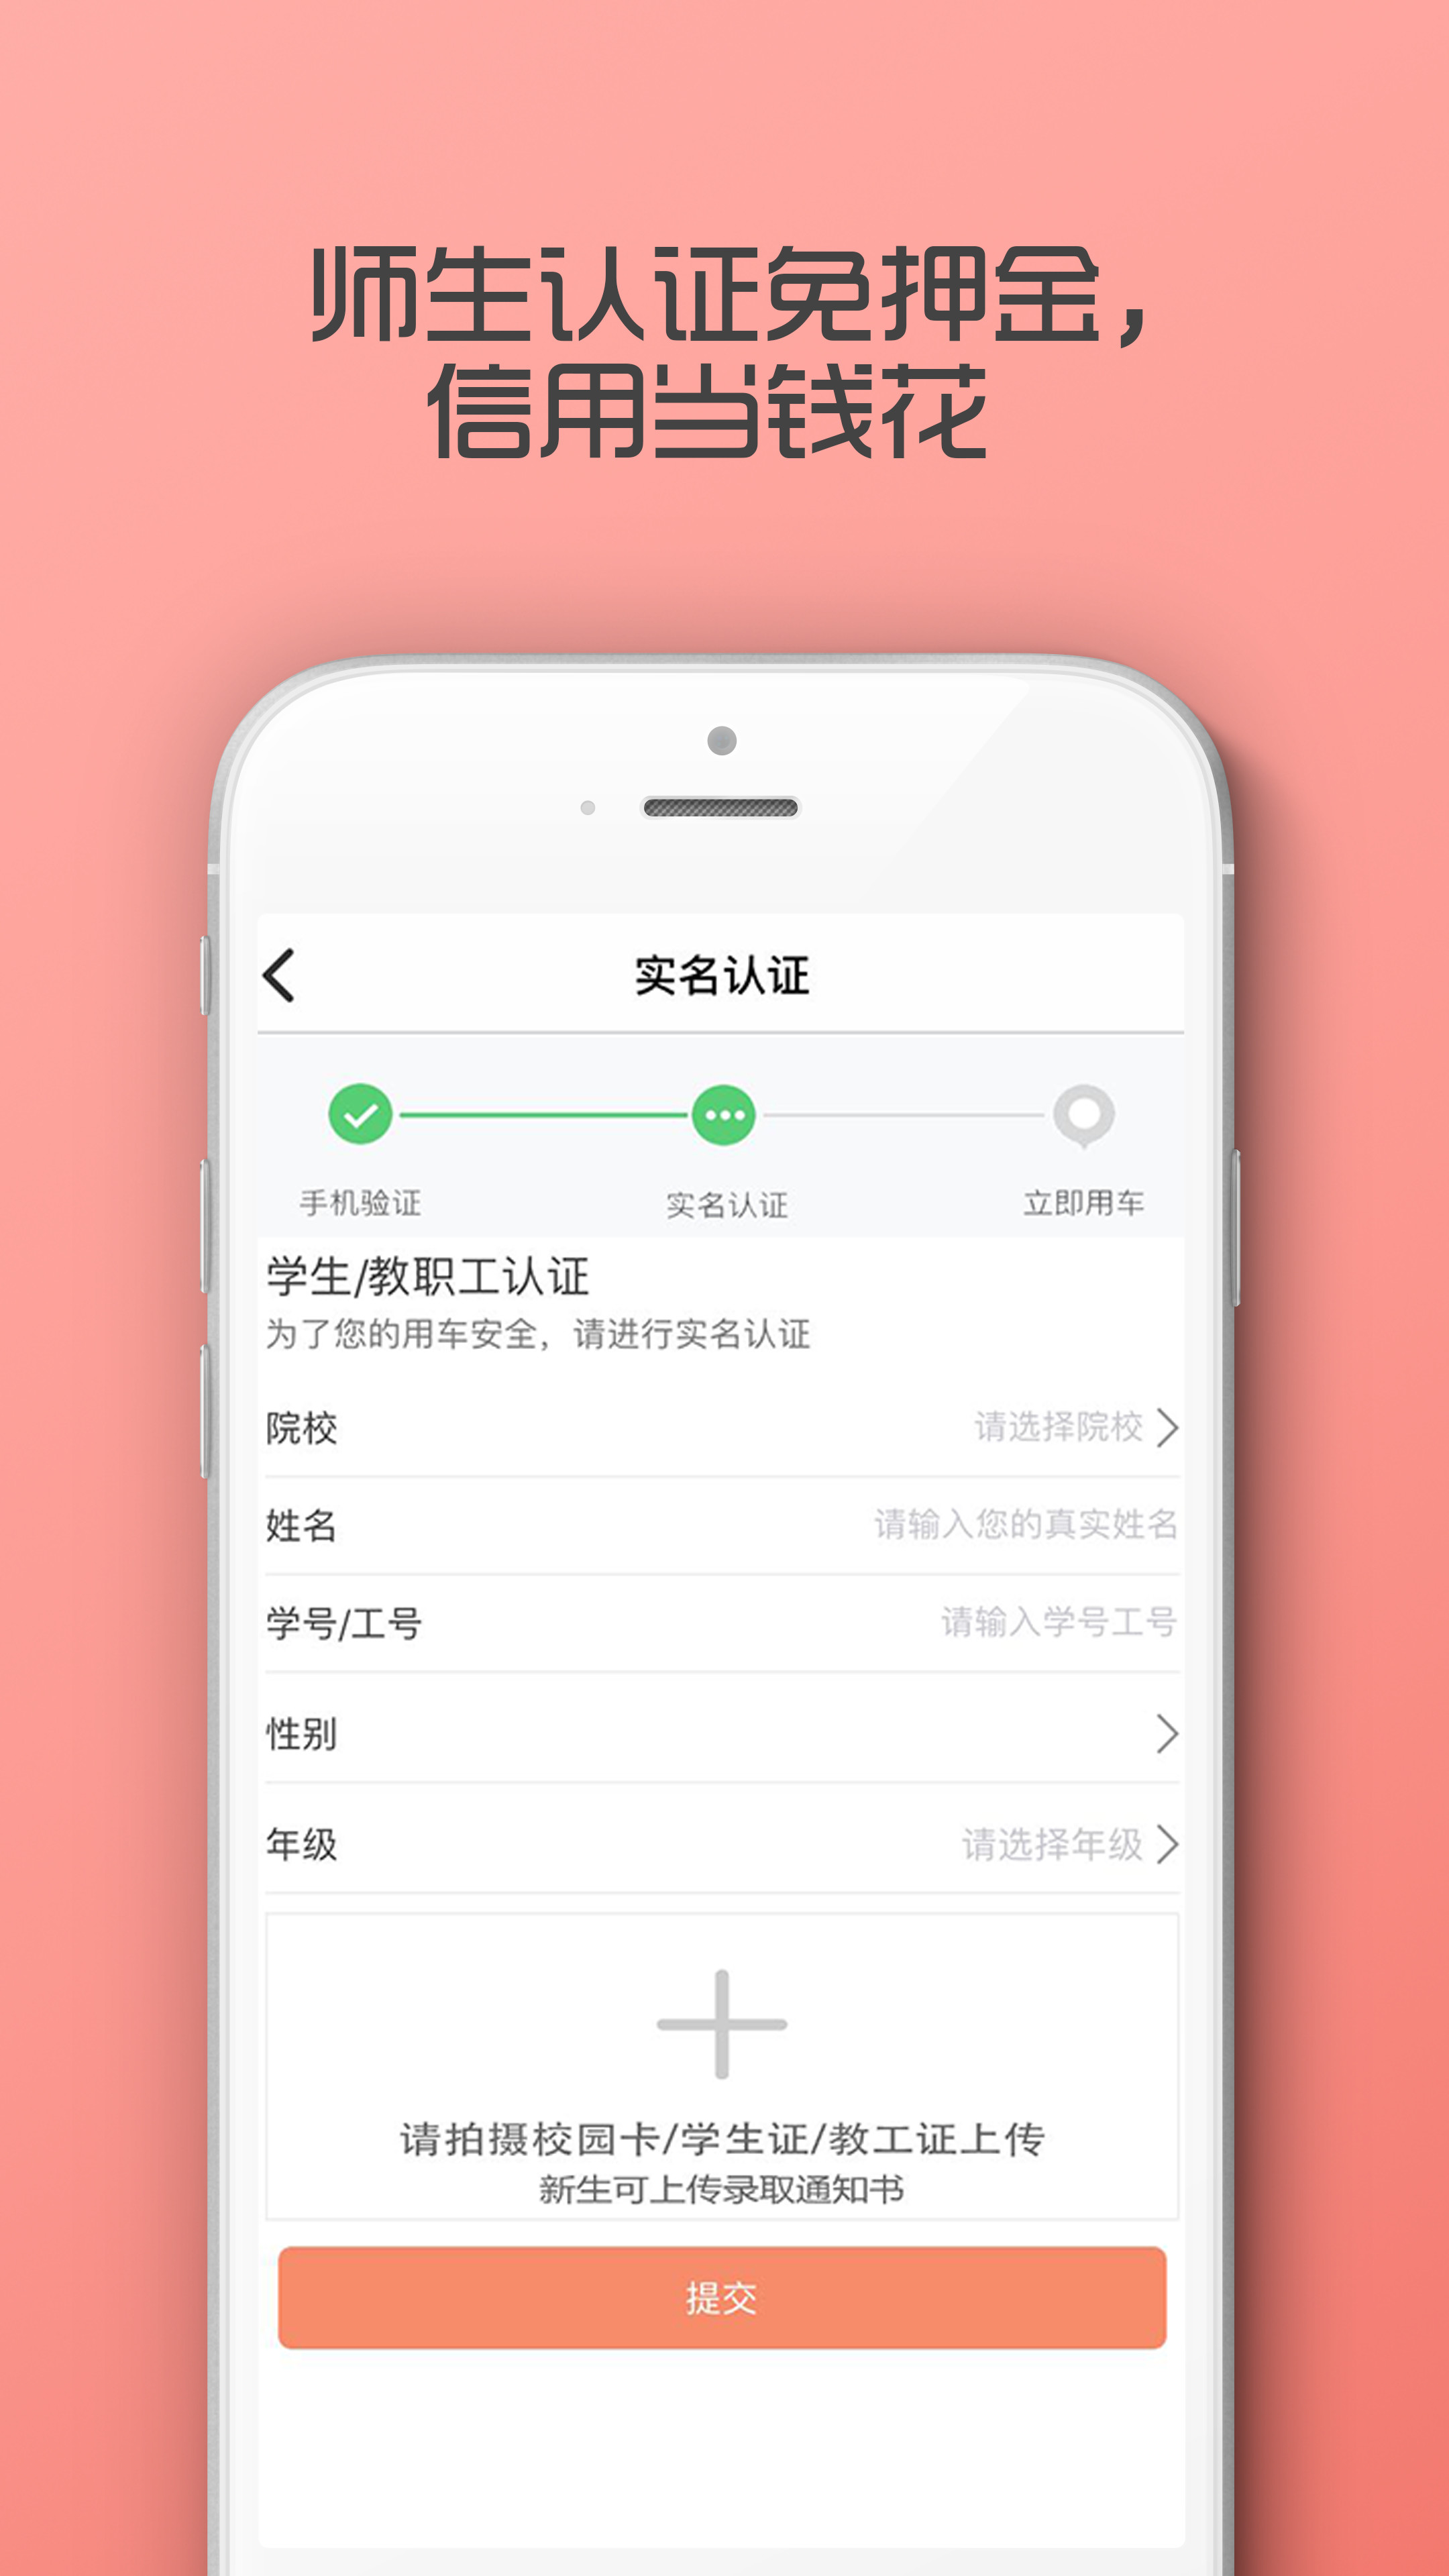 师生认证免押金，
信用当钱花
实名认证
手机验证 实名认证 立即用车
学生/教职工认证
为了您的用车安全，请进行实名认证
院校 请选择院校
姓名 请输入您的真实姓名
学号/工号 请输入学号工号
性别
年级 请选择年级
请拍摄校园卡/学生证/教工证上传
新生可上传录取通知书
提交